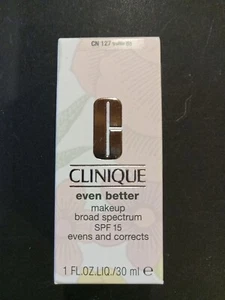 CN 127
CLINIQUE
even better
makeup
broad spectrum
SPF 15
evens and corrects
1 FL.OZ.LIQ./30 ml e